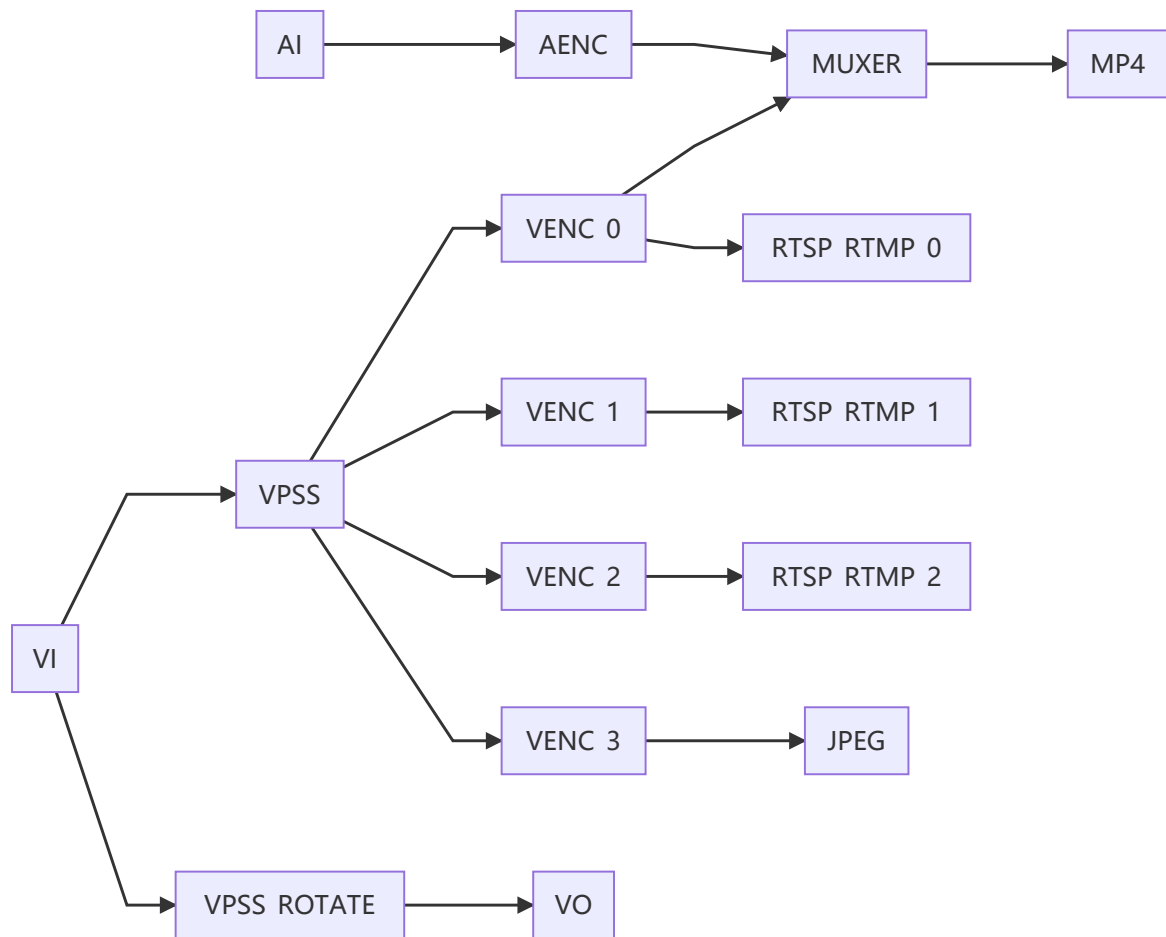 AI
AENC
MUXER
MP4
VENC 0
RTSP RTMP 0
VENC 1
RTSP RTMP 1
VPSS
VENC 2
RTSP RTMP 2
VI
VENC 3
JPEG
VPSS ROTATE
VO